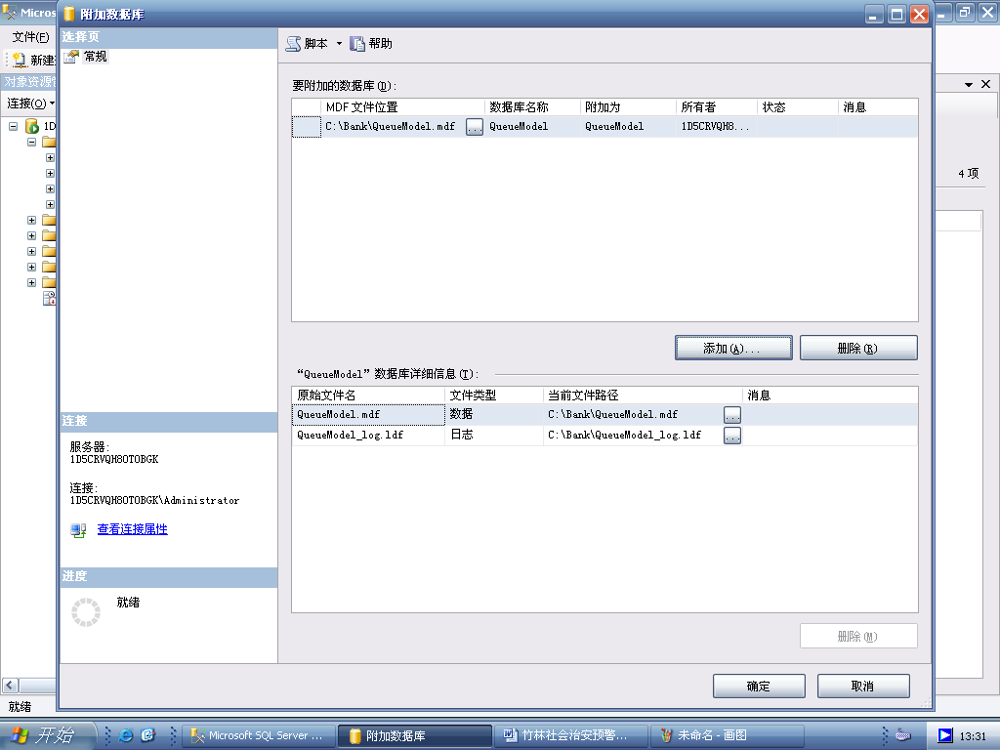 Micros
附加数据库
文件(F)
新建
对象资源管
连接(O)
1D
选择页
常规
脚本
帮助
要附加的数据库(D):
MDF 文件位置 数据库名称 附加为 所有者 状态 消息
C:\Bank\QueueModel.mdf ... QueueModel QueueModel 1D5CRVQH8...
4 项
添加(A)... 删除(R)
“QueueModel”数据库详细信息(T):
原始文件名 文件类型 当前文件路径 消息
QueueModel.mdf 数据 C:\Bank\QueueModel.mdf ...
QueueModel_log.ldf 日志 C:\Bank\QueueModel_log.ldf ...
连接
服务器:
1D5CRVQH8OTOBGK
连接:
1D5CRVQH8OTOBGK\Administrator
查看连接属性
进度
就绪
删除(M)
确定 取消
就绪
开始 Microsoft SQL Server ... 附加数据库 竹林社会治安预警... 未命名 - 画图 13:31